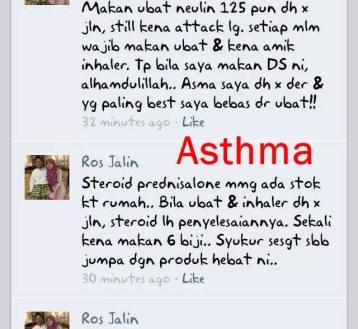 Makan ubat neulin 125 pun dh x
jln, still kena attack lg. setiap mlm
wajib makan ubat & kena amik
inhaler. Tp bila saya makan DS ni,
alhamdulillah.. Asma saya dh x der &
yg paling best saya bebas dr ubat!!
32 minutes ago · Like
Asthma
Ros Jalin
Steroid prednisalone mmg ada stok
kt rumah.. Bila ubat & inhaler dh x
jln, steroid lh penyelesaiannya. Sekali
kena makan 6 biji.. Syukur sesgt sbb
jumpa dgn produk hebat ni..
30 minutes ago · Like
Ros Jalin